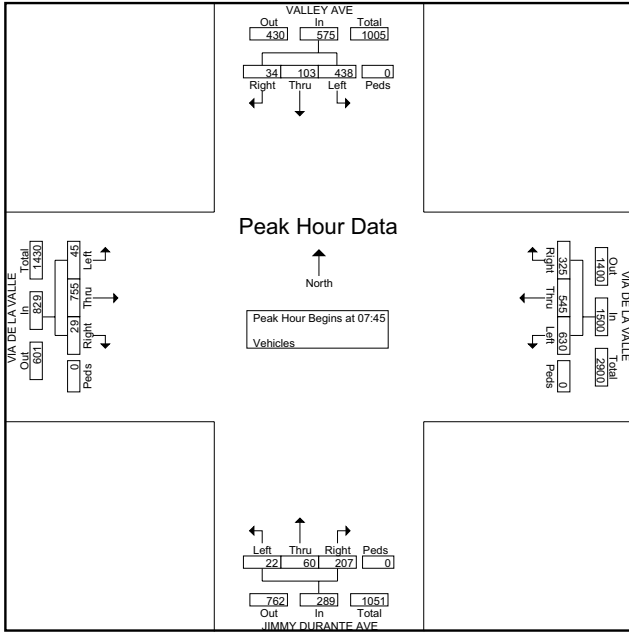 VALLEY AVE
Out In Total
430 575 1005
34 103 438 0
Right Thru Left Peds
VIA DE LA VALLE
Total In Out
1430 829 601
45 755 29 0
Left Thru Right Peds
Peak Hour Data
North
Peak Hour Begins at 07:45
Vehicles
Right Thru Left Peds
325 545 630 0
1400 1500 2900
Out In Total
VIA DE LA VALLE
Left Thru Right Peds
22 60 207 0
762 289 1051
Out In Total
JIMMY DURANTE AVE